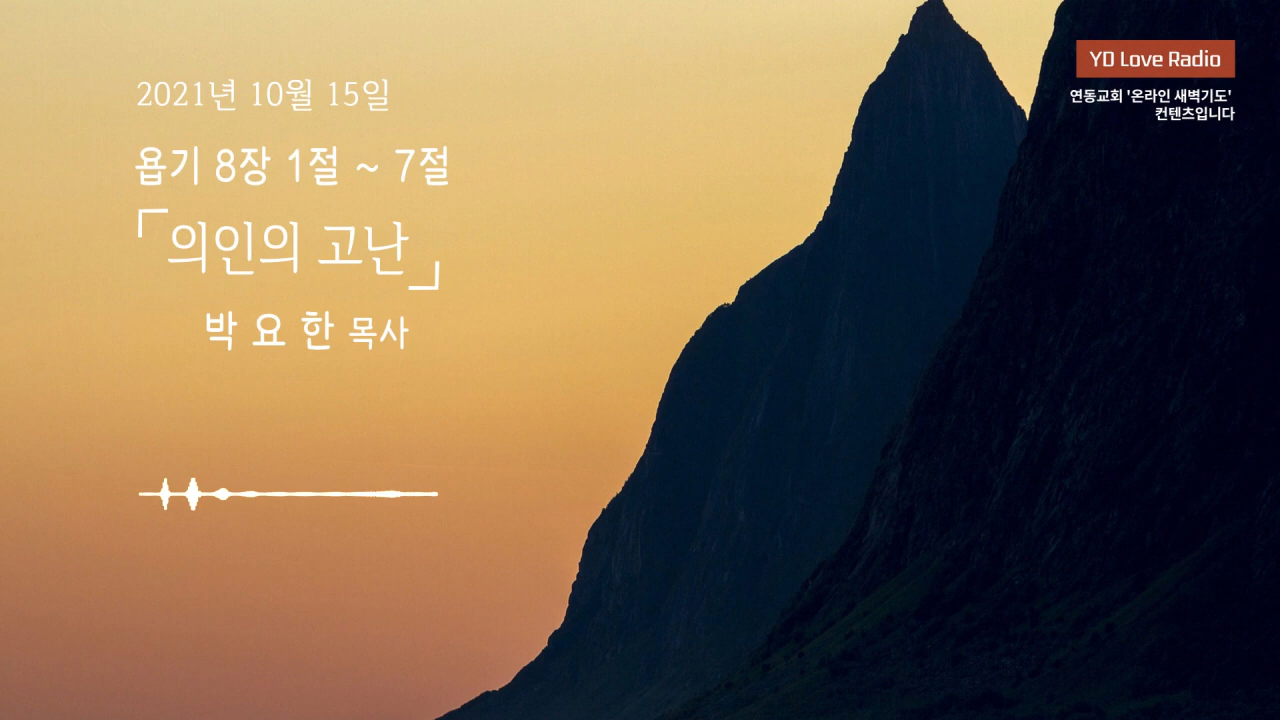 2021년 10월 15일
욥기 8장 1절 ~ 7절
「의인의 고난」
박 요 한 목사
YD Love Radio
연동교회 '온라인 새벽기도'
컨텐츠입니다